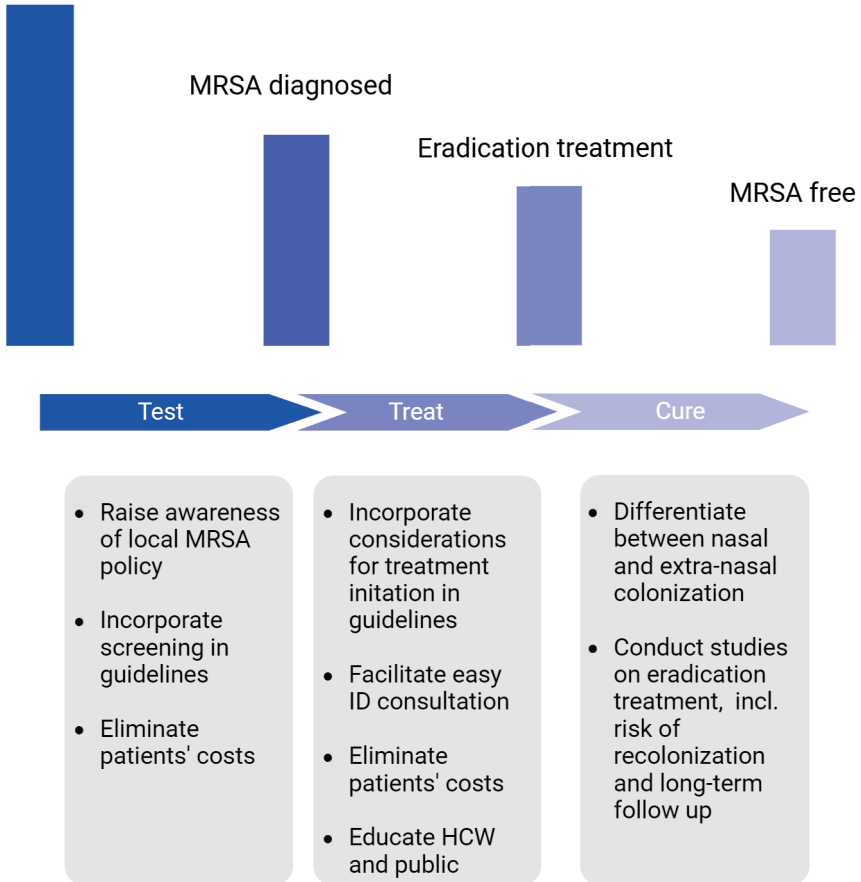 MRSA diagnosed
Eradication treatment
MRSA free
Test
Treat
Cure
• Raise awareness
of local MRSA
policy
• Incorporate
screening in
guidelines
• Eliminate
patients' costs
• Incorporate
considerations
for treatment
initation in
guidelines
• Facilitate easy
ID consultation
• Eliminate
patients' costs
• Educate HCW
and public
• Differentiate
between nasal
and extra-nasal
colonization
• Conduct studies
on eradication
treatment, incl.
risk of
recolonization
and long-term
follow up